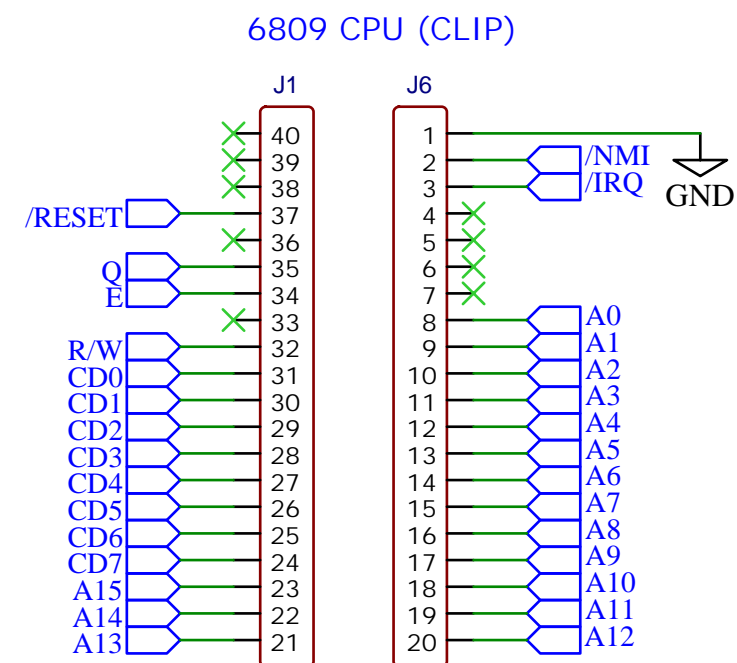 6809 CPU (CLIP)
J1
J6
40
39
38
/RESET 37
36
Q 35
E 34
33
R/W 32
CD0 31
CD1 30
CD2 29
CD3 28
CD4 27
CD5 26
CD6 25
CD7 24
A15 23
A14 22
A13 21
1 GND
2 /NMI
3 /IRQ
4
5
6
7
8 A0
9 A1
10 A2
11 A3
12 A4
13 A5
14 A6
15 A7
16 A8
17 A9
18 A10
19 A11
20 A12